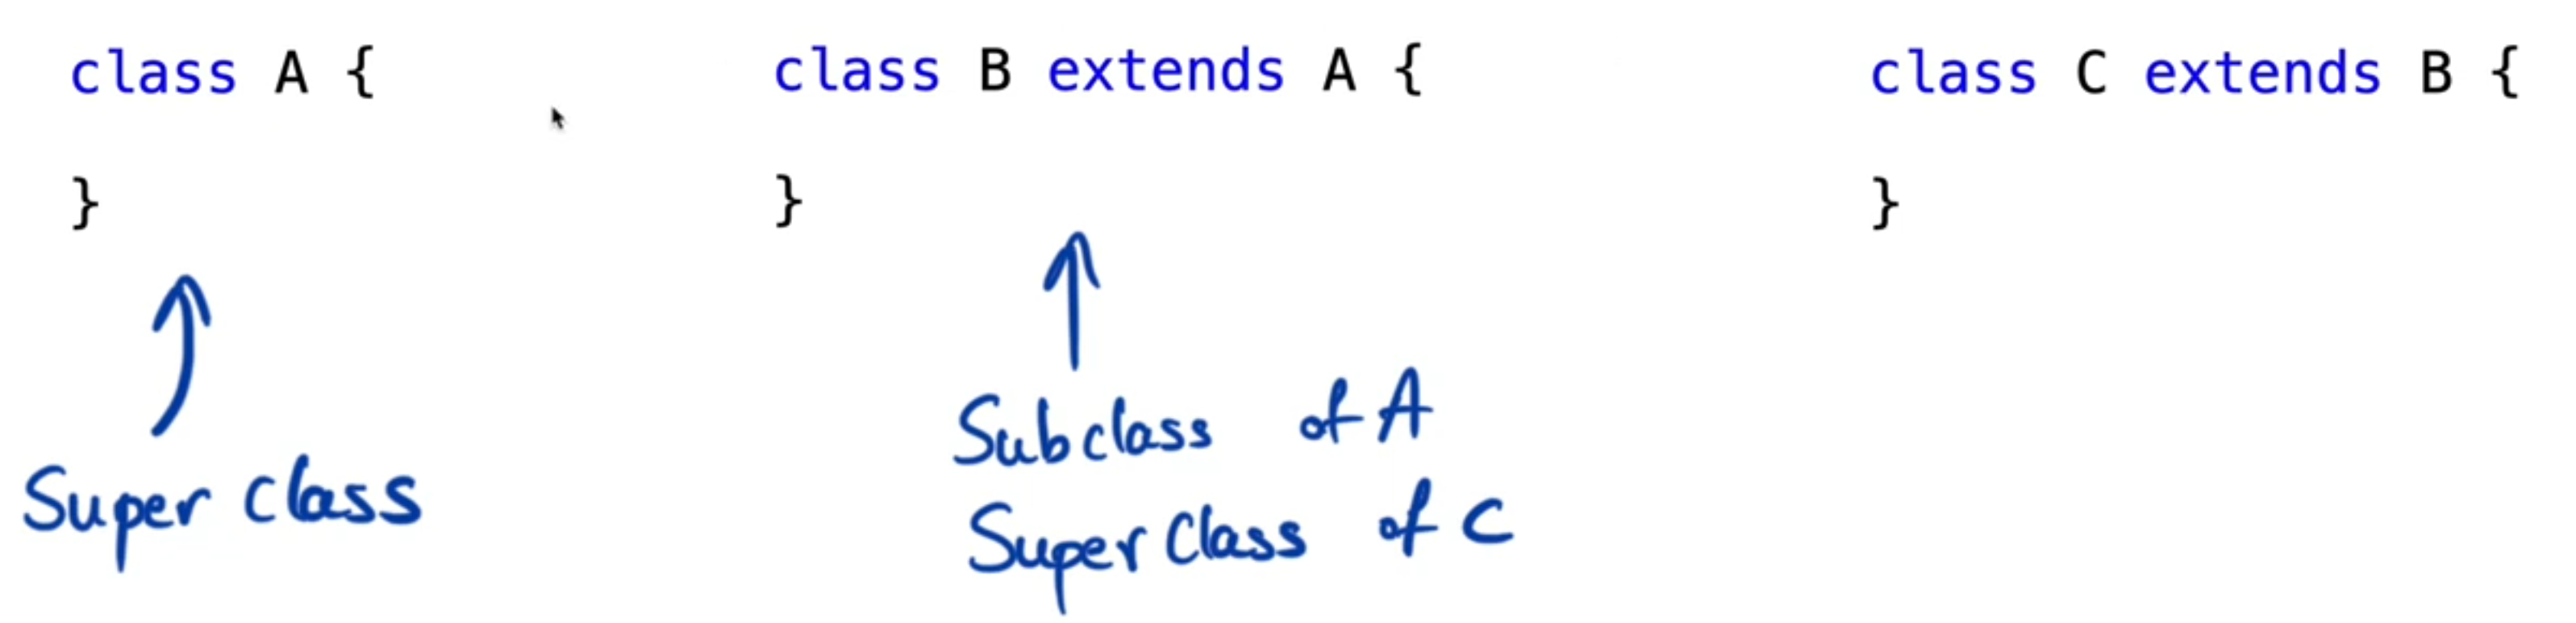 class A {
}
Super class
class B extends A {
}
Subclass of A
Super Class of C
class C extends B {
}